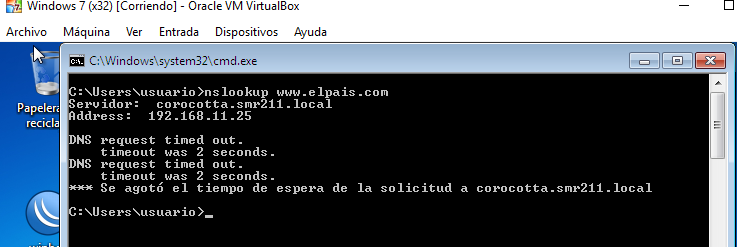 Windows 7 (x32) [Corriendo] - Oracle VM VirtualBox
Archivo Máquina Ver Entrada Dispositivos Ayuda
C:\Windows\system32\cmd.exe
C:\Users\usuario>nslookup www.elpais.com
Servidor:  corocotta.smr211.local
Address:  192.168.11.25
DNS request timed out.
    timeout was 2 seconds.
DNS request timed out.
    timeout was 2 seconds.
*** Se agotó el tiempo de espera de la solicitud a corocotta.smr211.local
C:\Users\usuario>_
Papelera
recicla